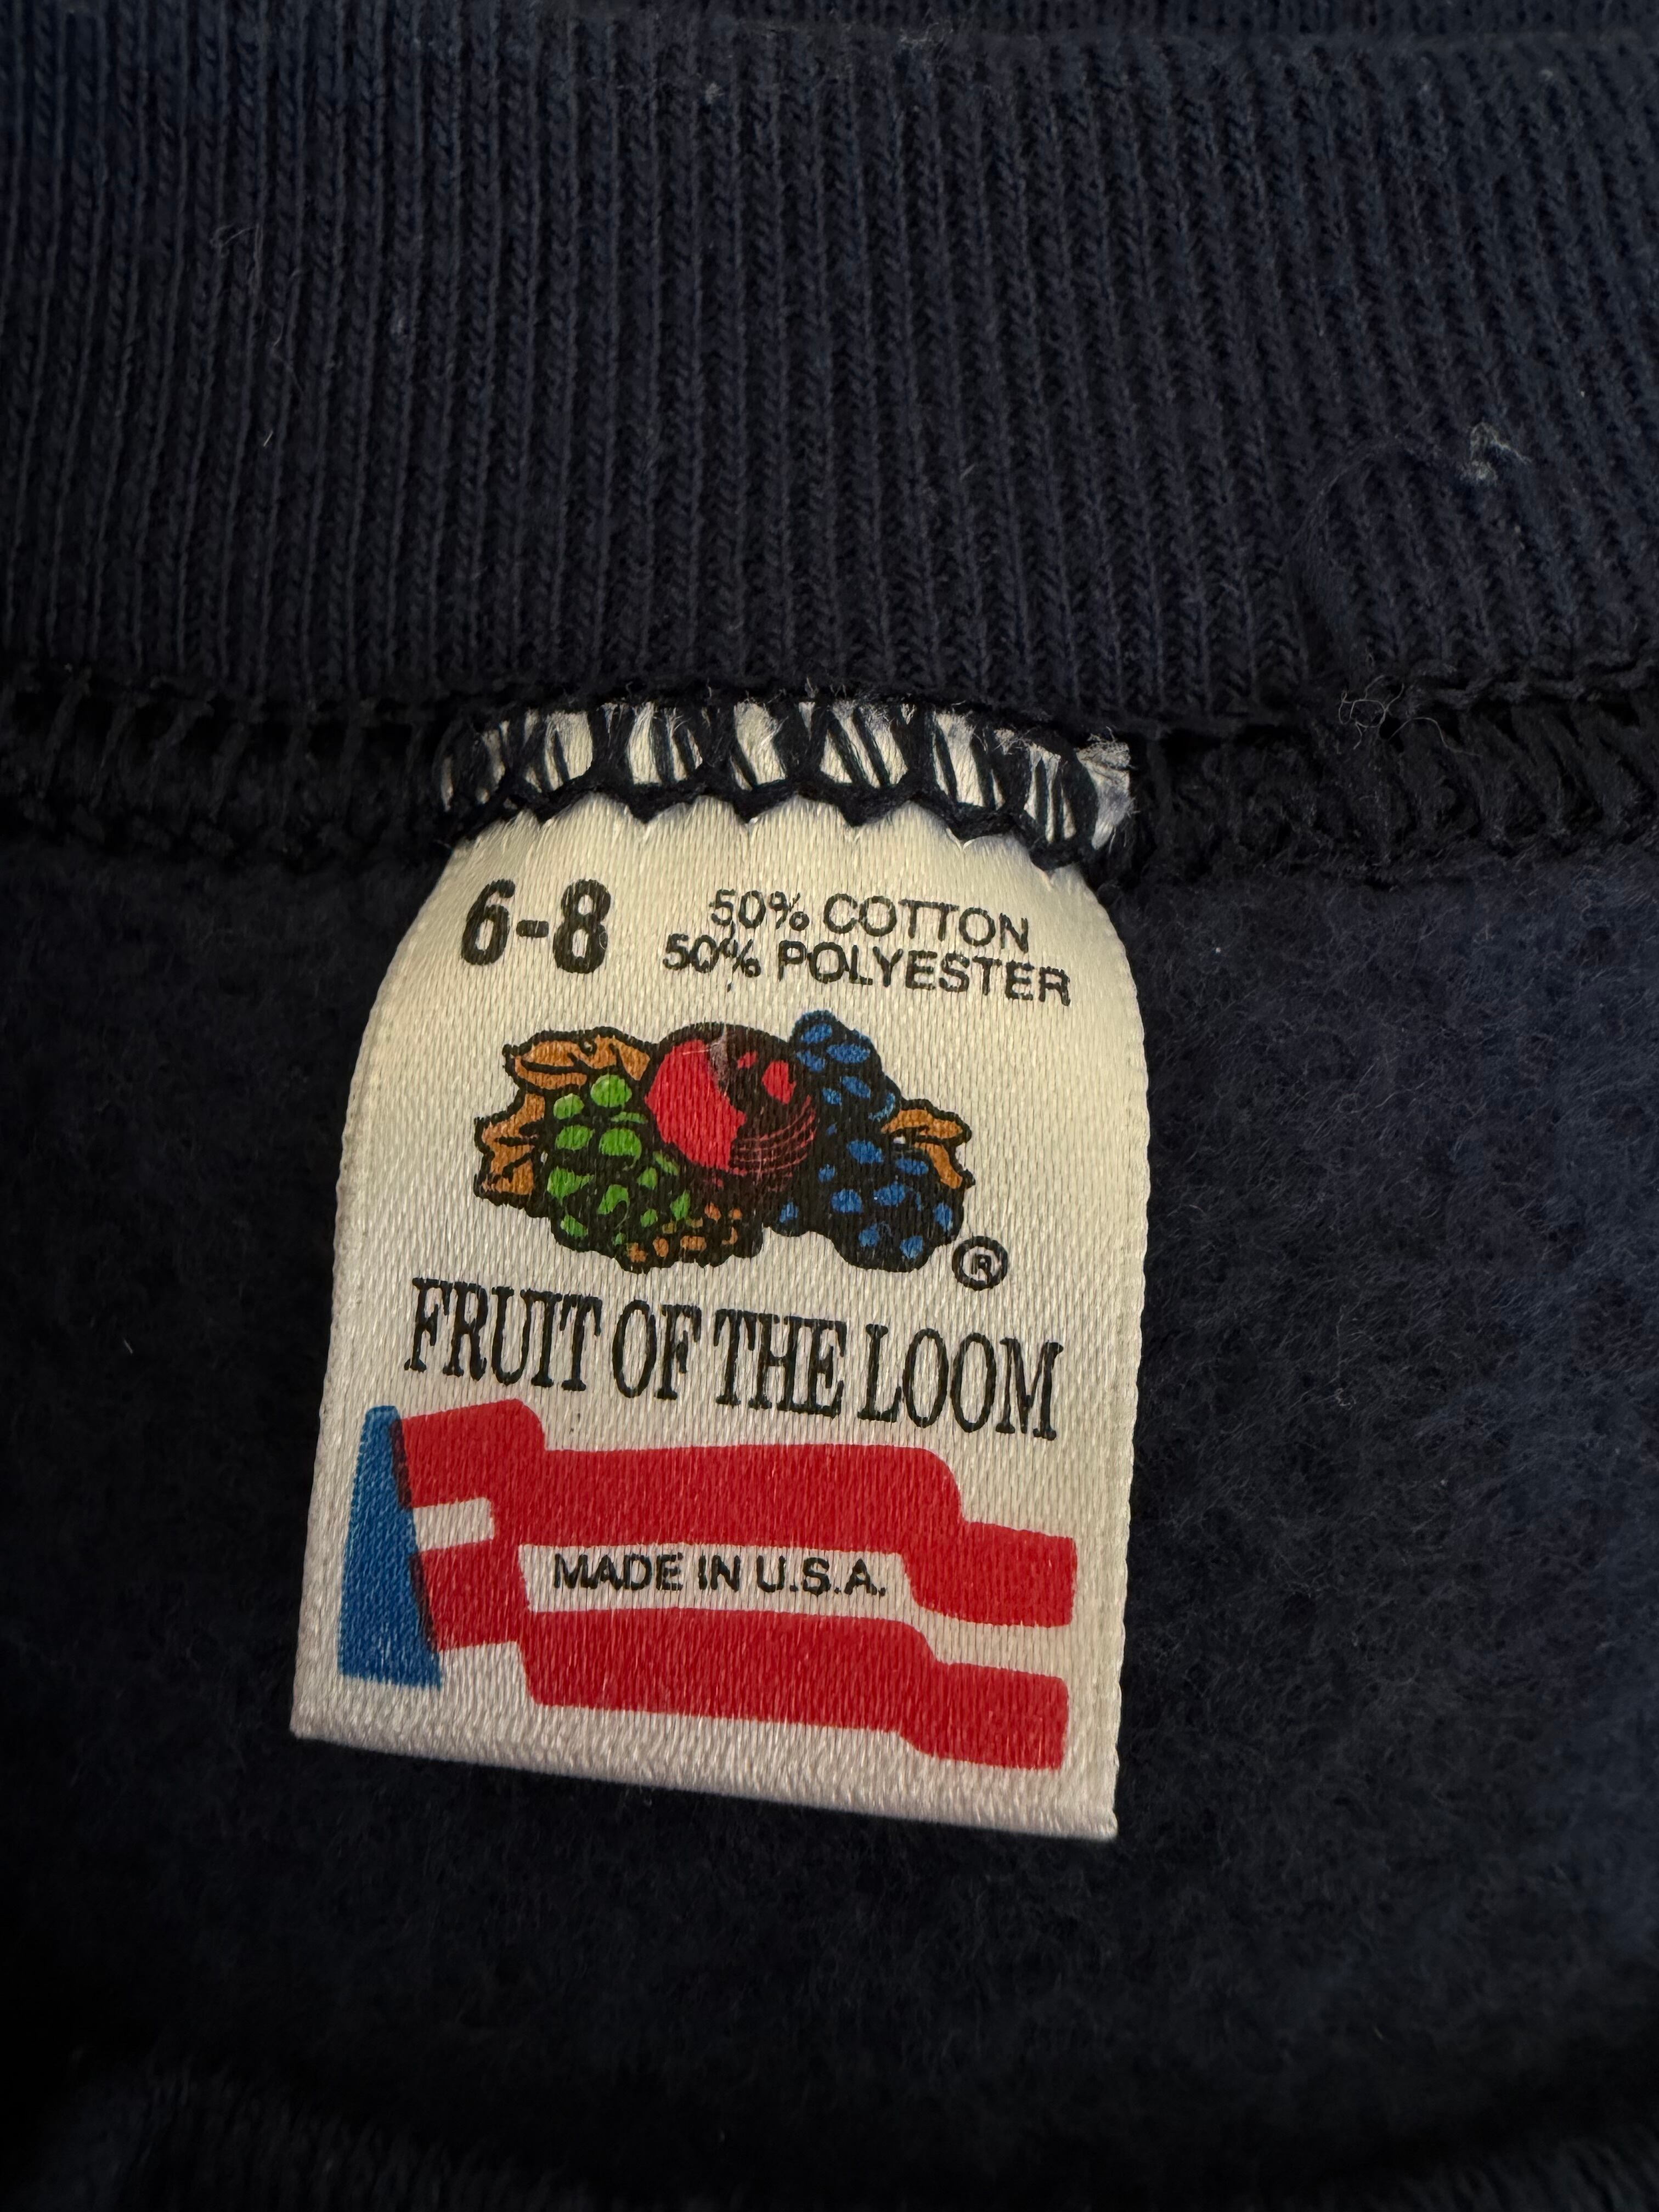 6-8
50% COTTON
50% POLYESTER
®
FRUIT OF THE LOOM
MADE IN U.S.A.